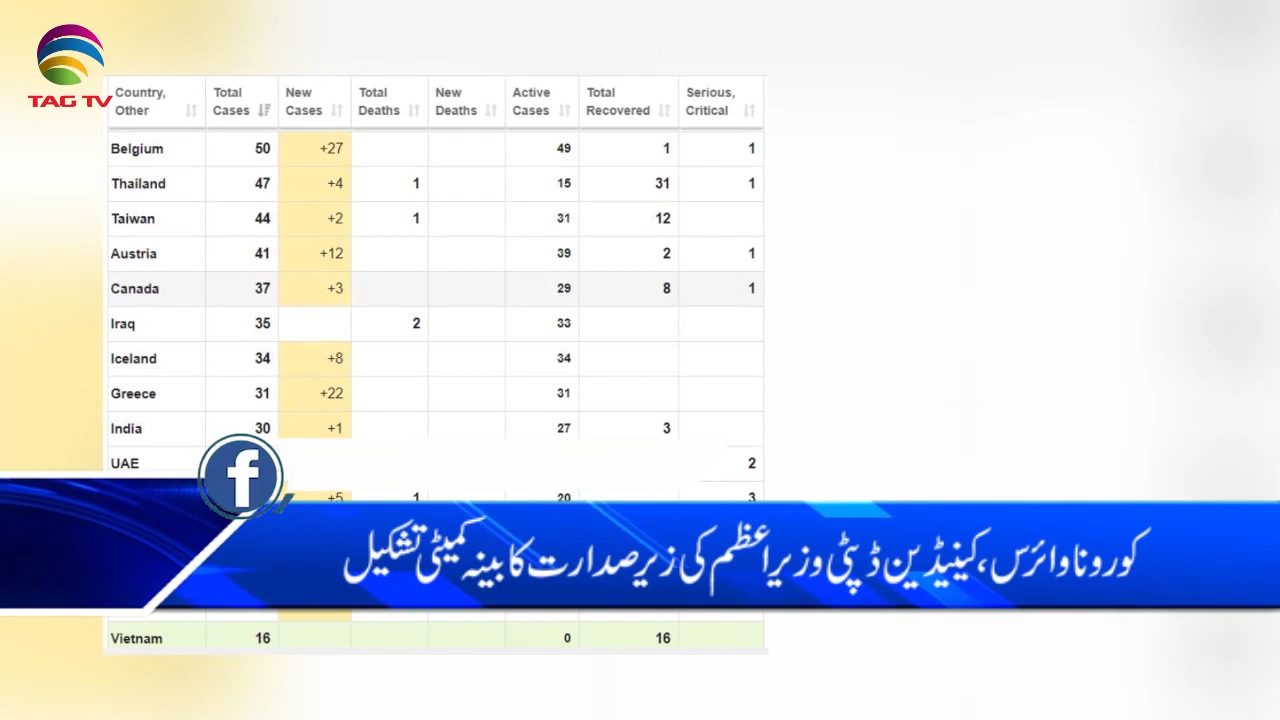 TAG TV
Country, Other Total Cases New Cases Total Deaths New Deaths Active Cases Total Recovered Serious, Critical
Belgium 50 +27 49 1 1
Thailand 47 +4 1 15 31 1
Taiwan 44 +2 1 31 12
Austria 41 +12 39 2 1
Canada 37 +3 29 8 1
Iraq 35 2 33
Iceland 34 +8 34
Greece 31 +22 31
India 30 +1 27 3
UAE 2
+5 1 20 3
f
کورونا وائرس، کینیڈین ڈپٹی وزیراعظم کی زیرصدارت کابینہ کمیٹی تشکیل
Vietnam 16 0 16